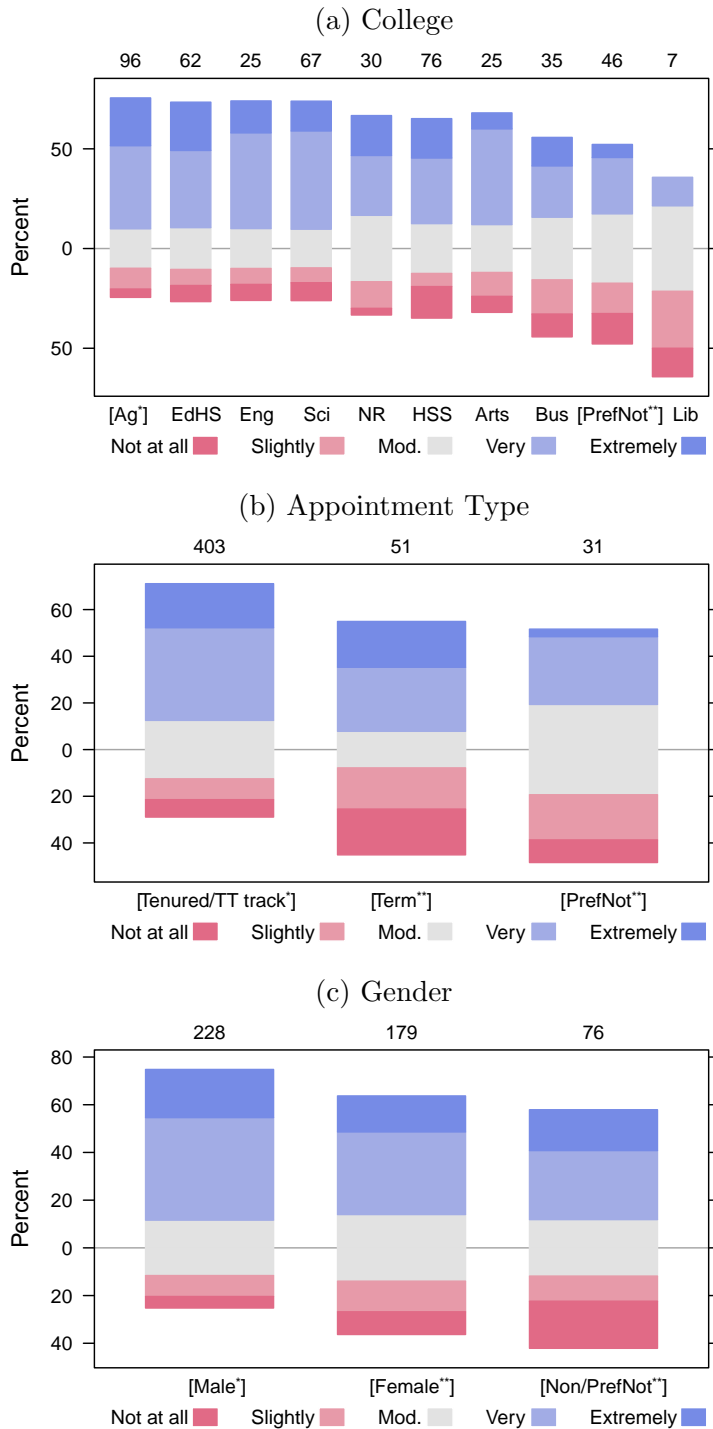 (a) College
96 62 25 67 30 76 25 35 46 7
50
0
50
Percent
[Ag*] EdHS Eng Sci NR HSS Arts Bus [PrefNot**] Lib
Not at all Slightly Mod. Very Extremely
(b) Appointment Type
403 51 31
60
40
20
0
20
40
Percent
[Tenured/TT track*] [Term**] [PrefNot**]
Not at all Slightly Mod. Very Extremely
(c) Gender
228 179 76
80
60
40
20
0
20
40
Percent
[Male*] [Female**] [Non/PrefNot**]
Not at all Slightly Mod. Very Extremely